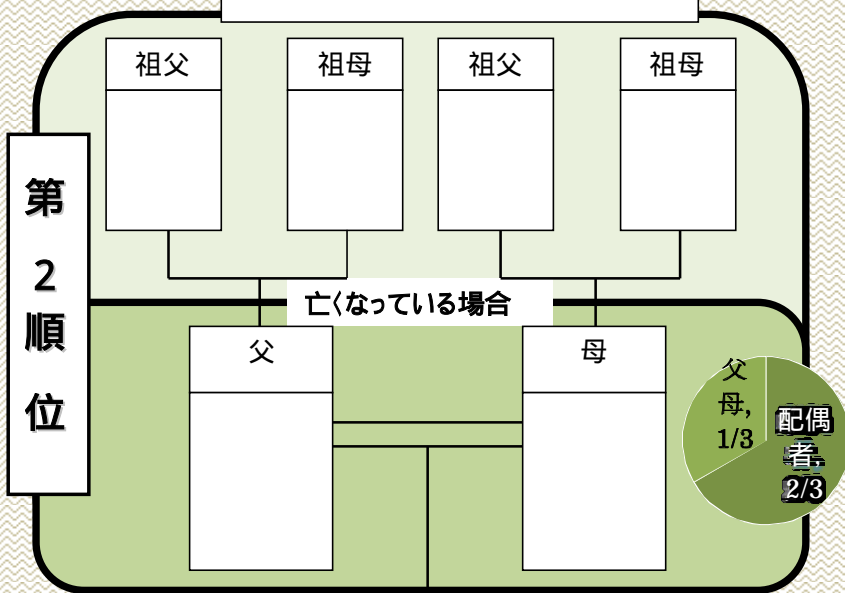 祖父
祖母
祖父
祖母
第
2
順
位
亡くなっている場合
父
母
父
母,
1/3
配偶
者,
2/3